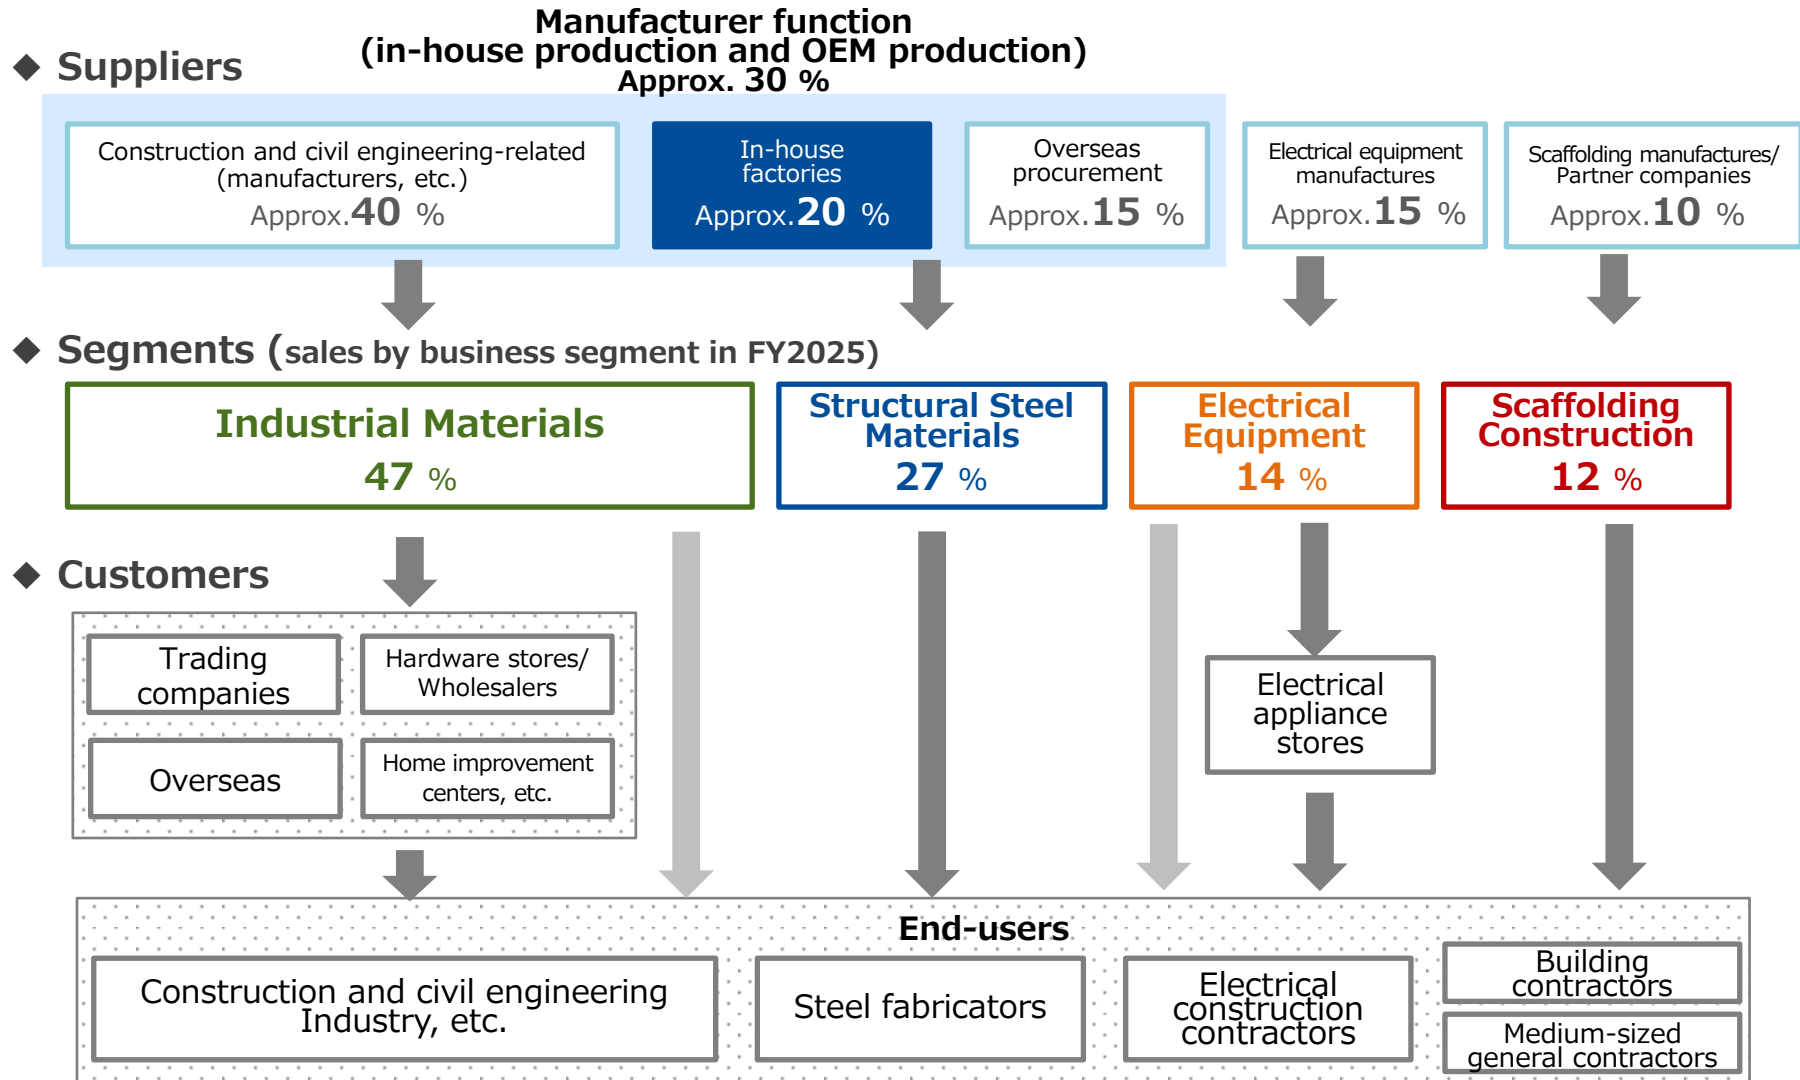 Manufacturer function
(in-house production and OEM production)
Approx. 30 %
◆ Suppliers
Construction and civil engineering-related
(manufacturers, etc.)
Approx.40 %
In-house
factories
Approx.20 %
Overseas
procurement
Approx.15 %
Electrical equipment
manufactures
Approx.15 %
Scaffolding manufactures/
Partner companies
Approx.10 %
◆ Segments (sales by business segment in FY2025)
Industrial Materials
47 %
Structural Steel
Materials
27 %
Electrical
Equipment
14 %
Scaffolding
Construction
12 %
◆ Customers
Trading
companies
Hardware stores/
Wholesalers
Overseas
Home improvement
centers, etc.
Electrical
appliance
stores
End-users
Construction and civil engineering
Industry, etc.
Steel fabricators
Electrical
construction
contractors
Building
contractors
Medium-sized
general contractors